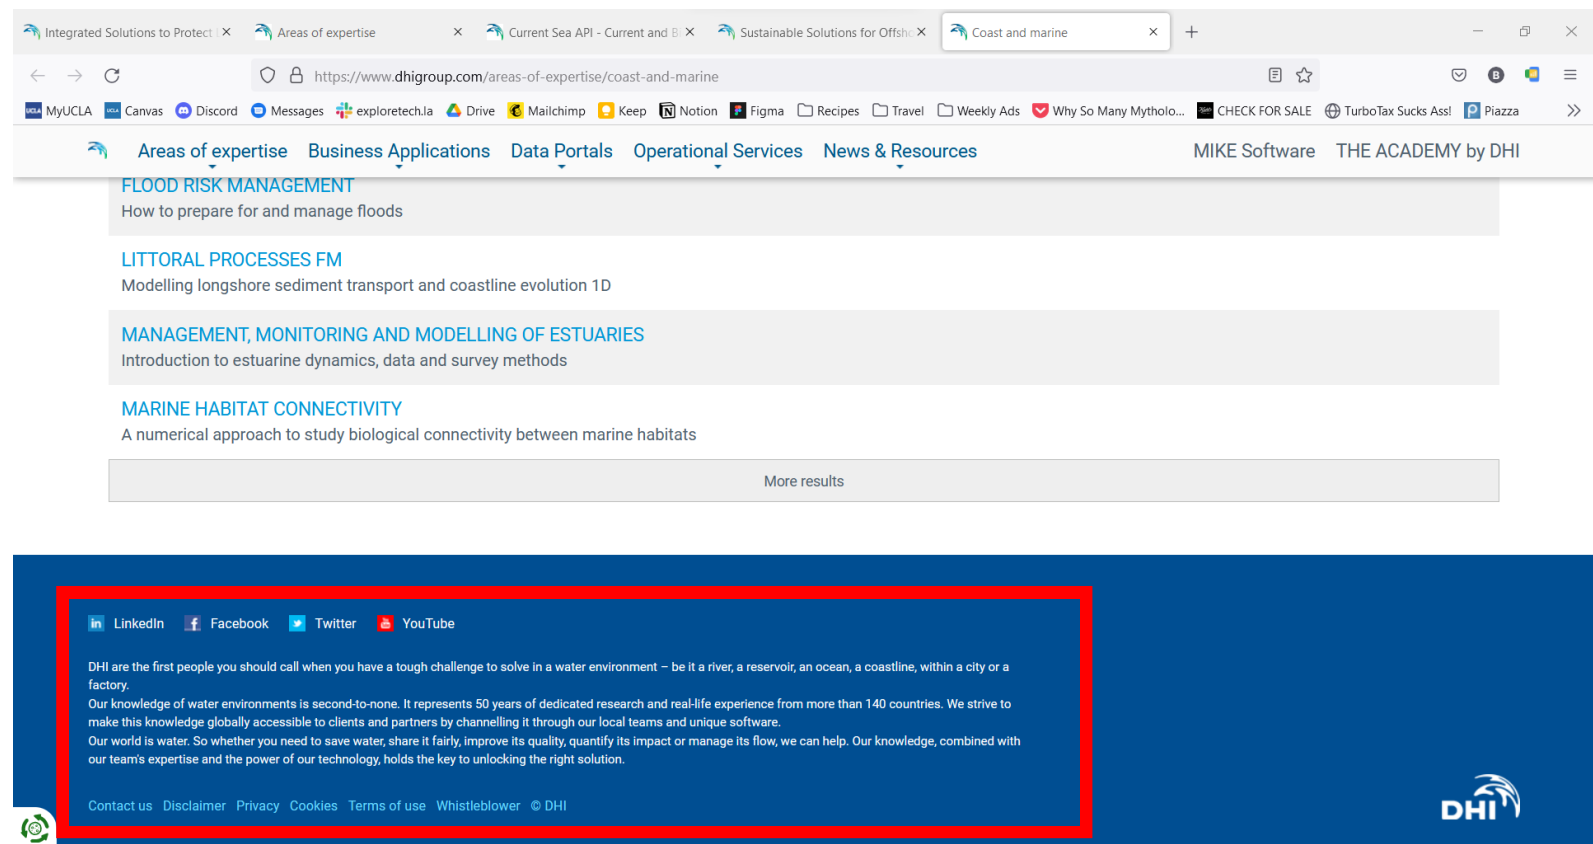 Integrated Solutions to Protect
Areas of expertise
Current Sea API - Current and B
Sustainable Solutions for Offsho
Coast and marine
https://www.dhigroup.com/areas-of-expertise/coast-and-marine
MyUCLA Canvas Discord Messages exploretech.la Drive Mailchimp Keep Notion Figma Recipes Travel Weekly Ads Why So Many Mytholo... CHECK FOR SALE TurboTax Sucks Ass! Piazza
Areas of expertise Business Applications Data Portals Operational Services News & Resources MIKE Software THE ACADEMY by DHI
FLOOD RISK MANAGEMENT
How to prepare for and manage floods
LITTORAL PROCESSES FM
Modelling longshore sediment transport and coastline evolution 1D
MANAGEMENT, MONITORING AND MODELLING OF ESTUARIES
Introduction to estuarine dynamics, data and survey methods
MARINE HABITAT CONNECTIVITY
A numerical approach to study biological connectivity between marine habitats
More results
LinkedIn Facebook Twitter YouTube
DHI are the first people you should call when you have a tough challenge to solve in a water environment – be it a river, a reservoir, an ocean, a coastline, within a city or a
factory.
Our knowledge of water environments is second-to-none. It represents 50 years of dedicated research and real-life experience from more than 140 countries. We strive to
make this knowledge globally accessible to clients and partners by channelling it through our local teams and unique software.
Our world is water. So whether you need to save water, share it fairly, improve its quality, quantify its impact or manage its flow, we can help. Our knowledge, combined with
our team's expertise and the power of our technology, holds the key to unlocking the right solution.
Contact us Disclaimer Privacy Cookies Terms of use Whistleblower © DHI
DHI